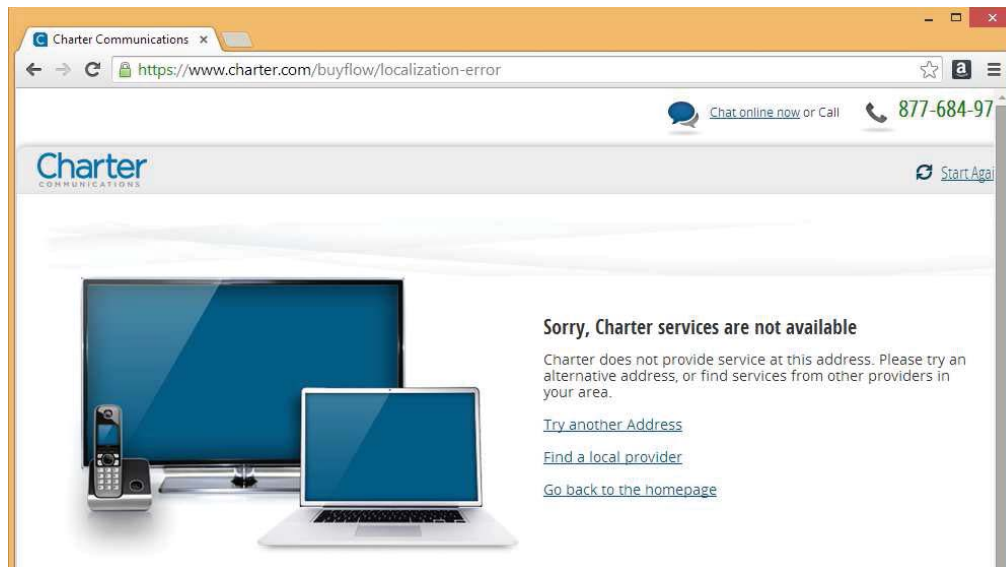 Charter Communications
https://www.charter.com/buyflow/localization-error
Chat online now or Call 877-684-97
Charter
COMMUNICATIONS
Start Agai
Sorry, Charter services are not available
Charter does not provide service at this address. Please try an
alternative address, or find services from other providers in
your area.
Try another Address
Find a local provider
Go back to the homepage